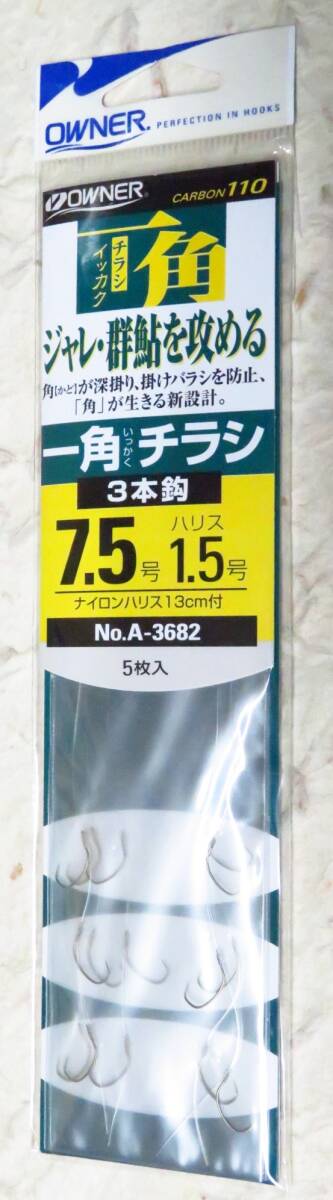 OWNER. PERFECTION IN HOOKS
OWNER CARBON110
一角
チラシ
イッカク
ジャレ・群鮎を攻める
角(かど)が深掛り、掛けバラシを防止、
「角」が生きる新設計。
いっかく
一角チラシ
3本鈎
7.5号 ハリス 1.5号
ナイロンハリス13cm付
No.A-3682
5枚入